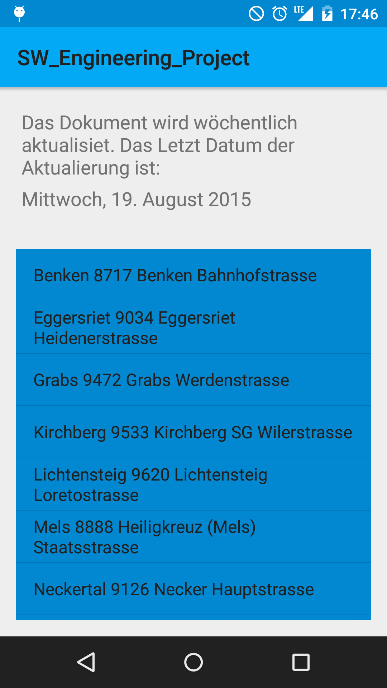 LTE 17:46
SW_Engineering_Project
Das Dokument wird wöchentlich
aktualisiet. Das Letzt Datum der
Aktualierung ist:
Mittwoch, 19. August 2015
Benken 8717 Benken Bahnhofstrasse
Eggersriet 9034 Eggersriet
Heidenerstrasse
Grabs 9472 Grabs Werdenstrasse
Kirchberg 9533 Kirchberg SG Wilerstrasse
Lichtensteig 9620 Lichtensteig
Loretostrasse
Mels 8888 Heiligkreuz (Mels)
Staatsstrasse
Neckertal 9126 Necker Hauptstrasse